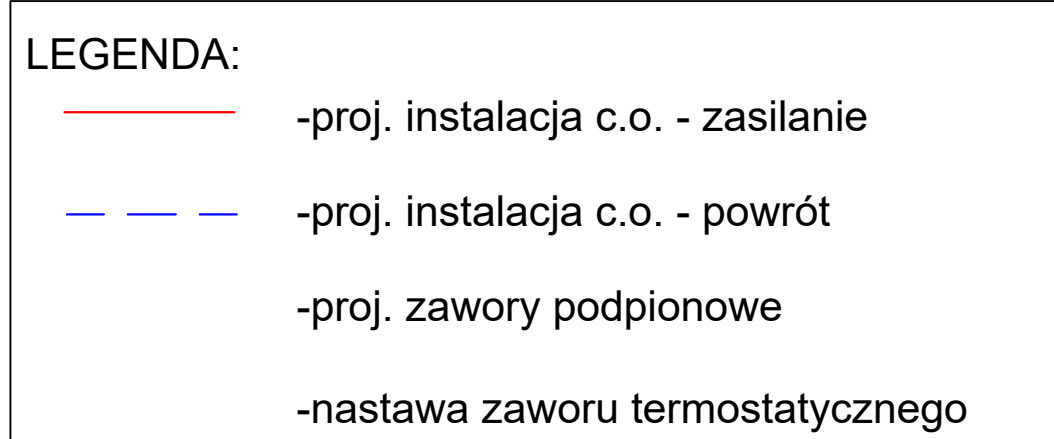 LEGENDA:
-proj. instalacja c.o. - zasilanie
-proj. instalacja c.o. - powrót
-proj. zawory podpionowe
-nastawa zaworu termostatycznego